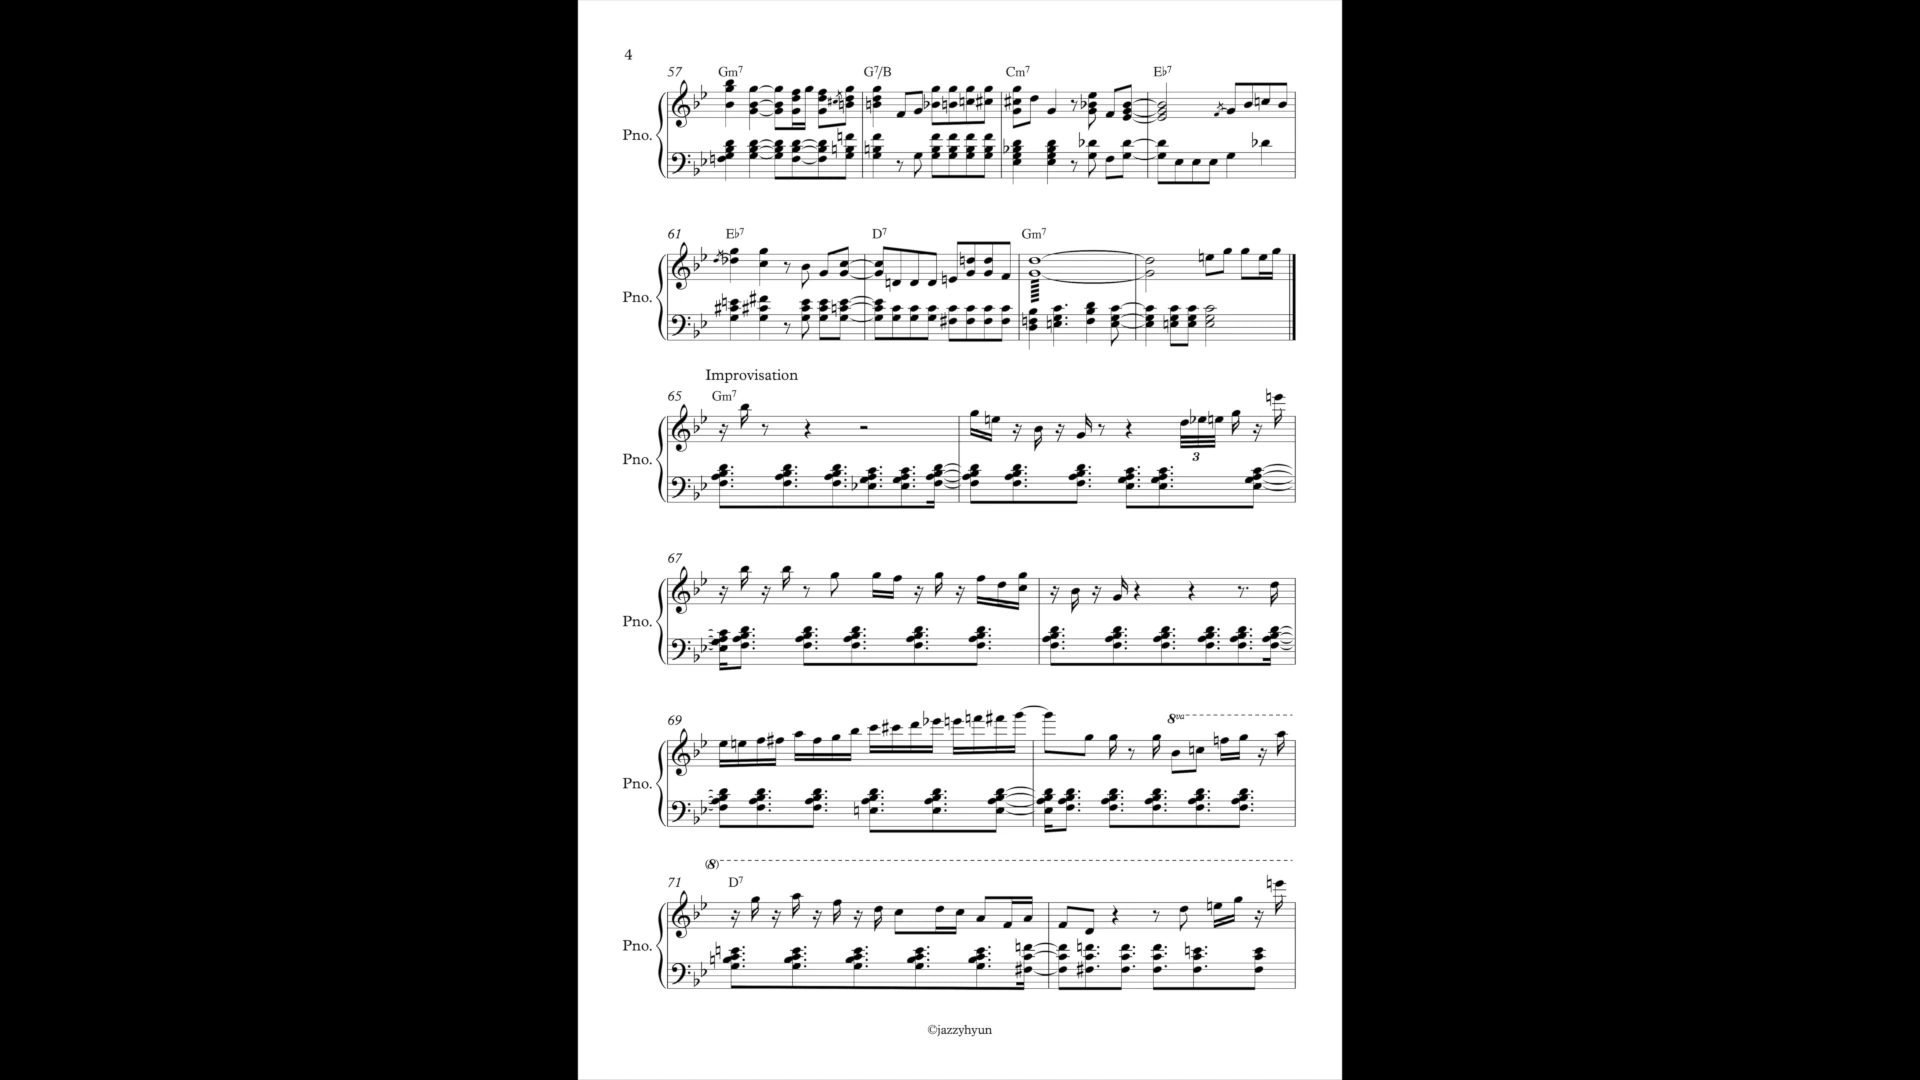 4
57 Gm7 G7/B Cm7 E♭7
Pno.
61 E♭7 D7 Gm7
Pno.
Improvisation
65 Gm7
Pno.
3
67
Pno.
69 8va
Pno.
(8)
71 D7
Pno.
©jazzyhyun